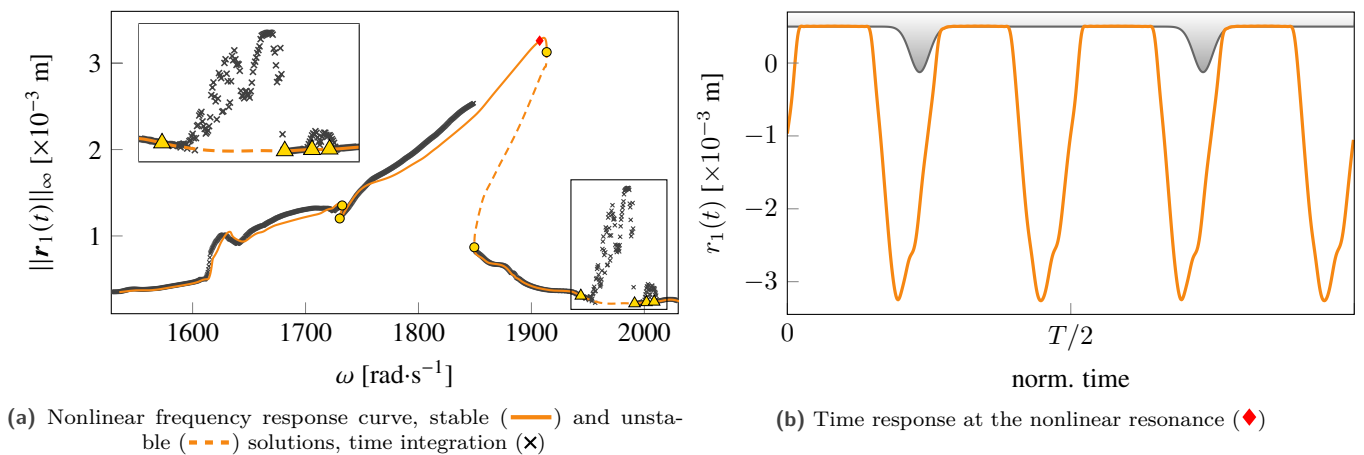 3
2
1
||r₁(t)||∞ [×10⁻³ m]
1600 1700 1800 1900 2000
ω [rad·s⁻¹]
(a) Nonlinear frequency response curve, stable ( ) and unsta-
ble ( ) solutions, time integration (×)
0
−1
−2
−3
r₁(t) [×10⁻³ m]
0 T/2
norm. time
(b) Time response at the nonlinear resonance (♦)